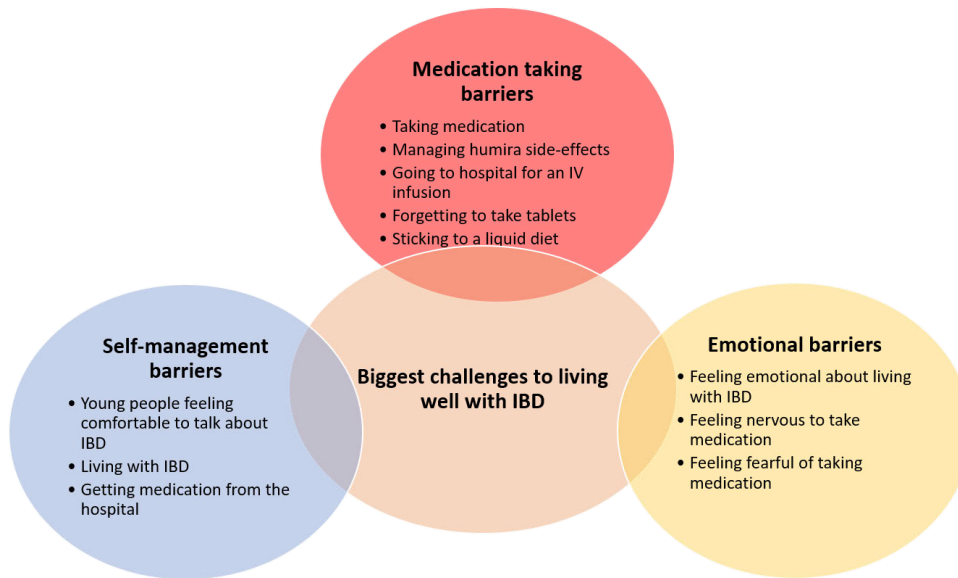 Medication taking
barriers
• Taking medication
• Managing humira side-effects
• Going to hospital for an IV
infusion
• Forgetting to take tablets
• Sticking to a liquid diet
Self-management
barriers
• Young people feeling
comfortable to talk about
IBD
• Living with IBD
• Getting medication from the
hospital
Biggest challenges to living
well with IBD
Emotional barriers
• Feeling emotional about living
with IBD
• Feeling nervous to take
medication
• Feeling fearful of taking
medication